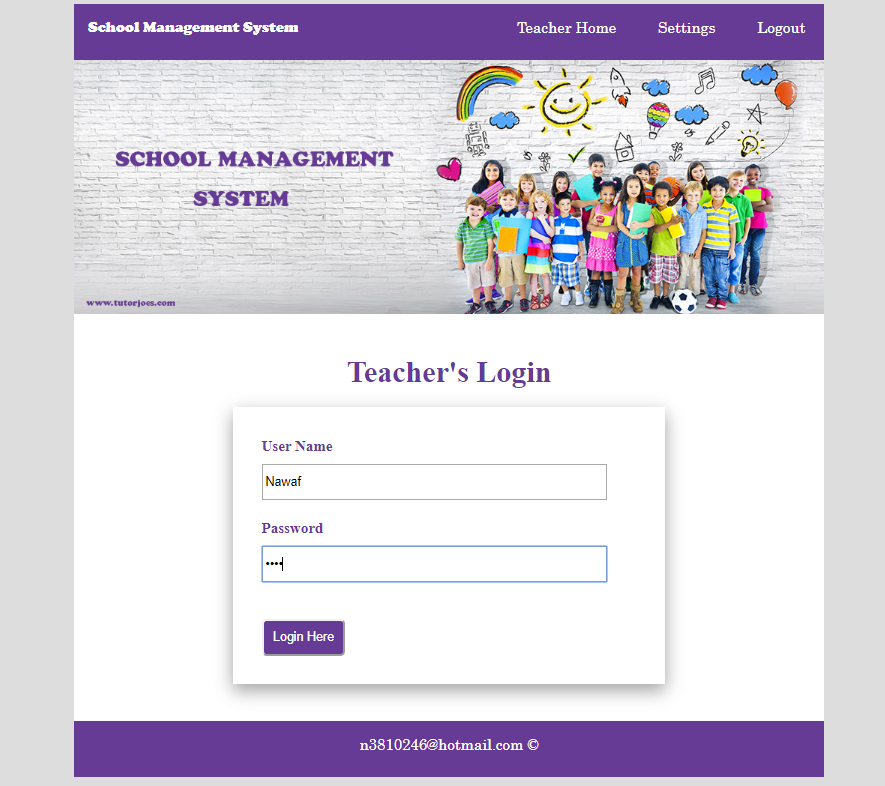 School Management System
Teacher Home
Settings
Logout
SCHOOL MANAGEMENT
SYSTEM
www.tutorjoes.com
Teacher's Login
User Name
Nawaf
Password
••••
Login Here
n3810246@hotmail.com ©